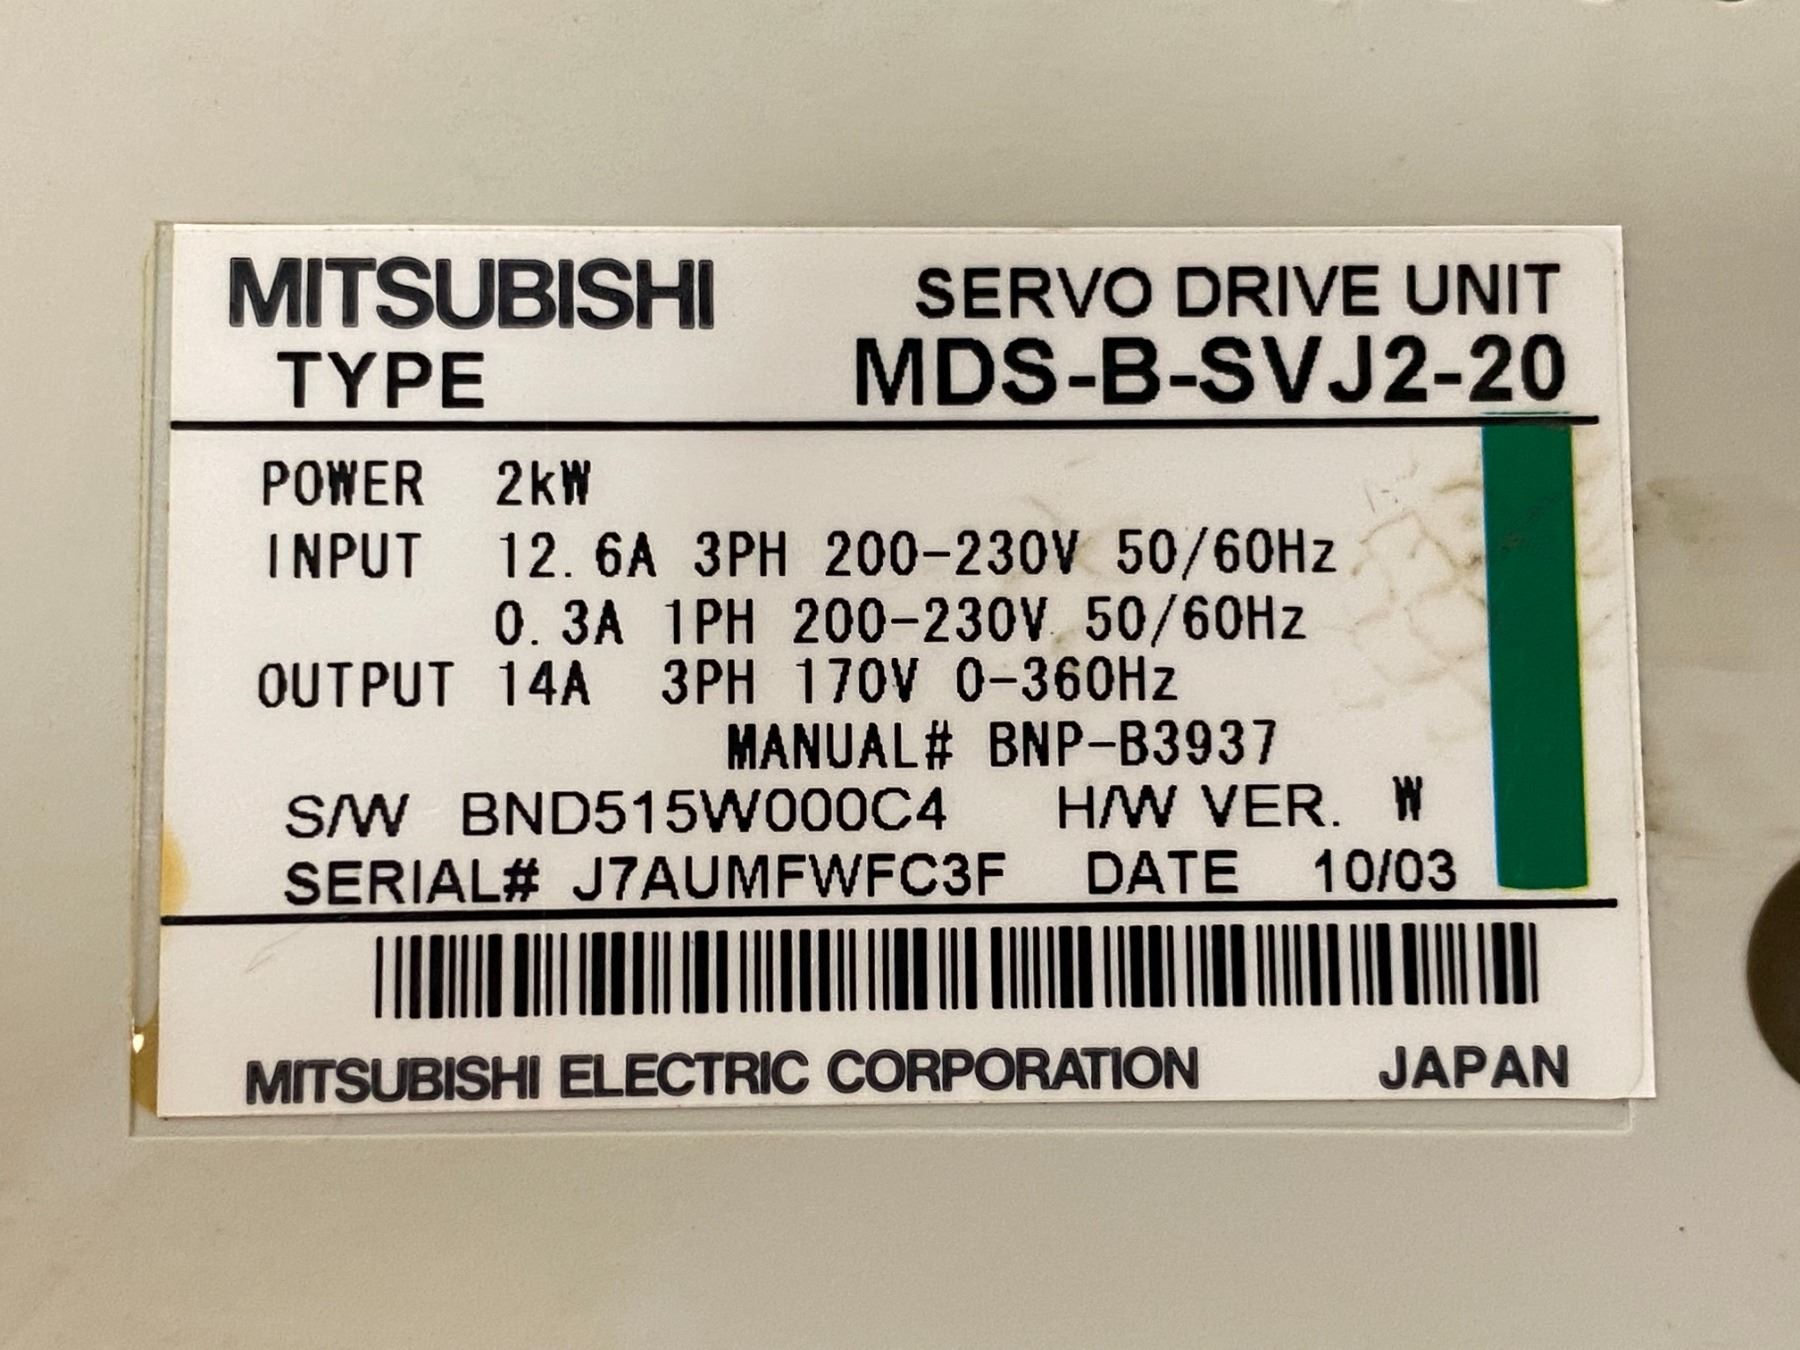 MITSUBISHI SERVO DRIVE UNIT
TYPE MDS-B-SVJ2-20
POWER 2kW
INPUT 12.6A 3PH 200-230V 50/60Hz
0.3A 1PH 200-230V 50/60Hz
OUTPUT 14A 3PH 170V 0-360Hz
MANUAL# BNP-B3937
S/W BND515W000C4 H/W VER. W
SERIAL# J7AUMFWFC3F DATE 10/03
MITSUBISHI ELECTRIC CORPORATION JAPAN